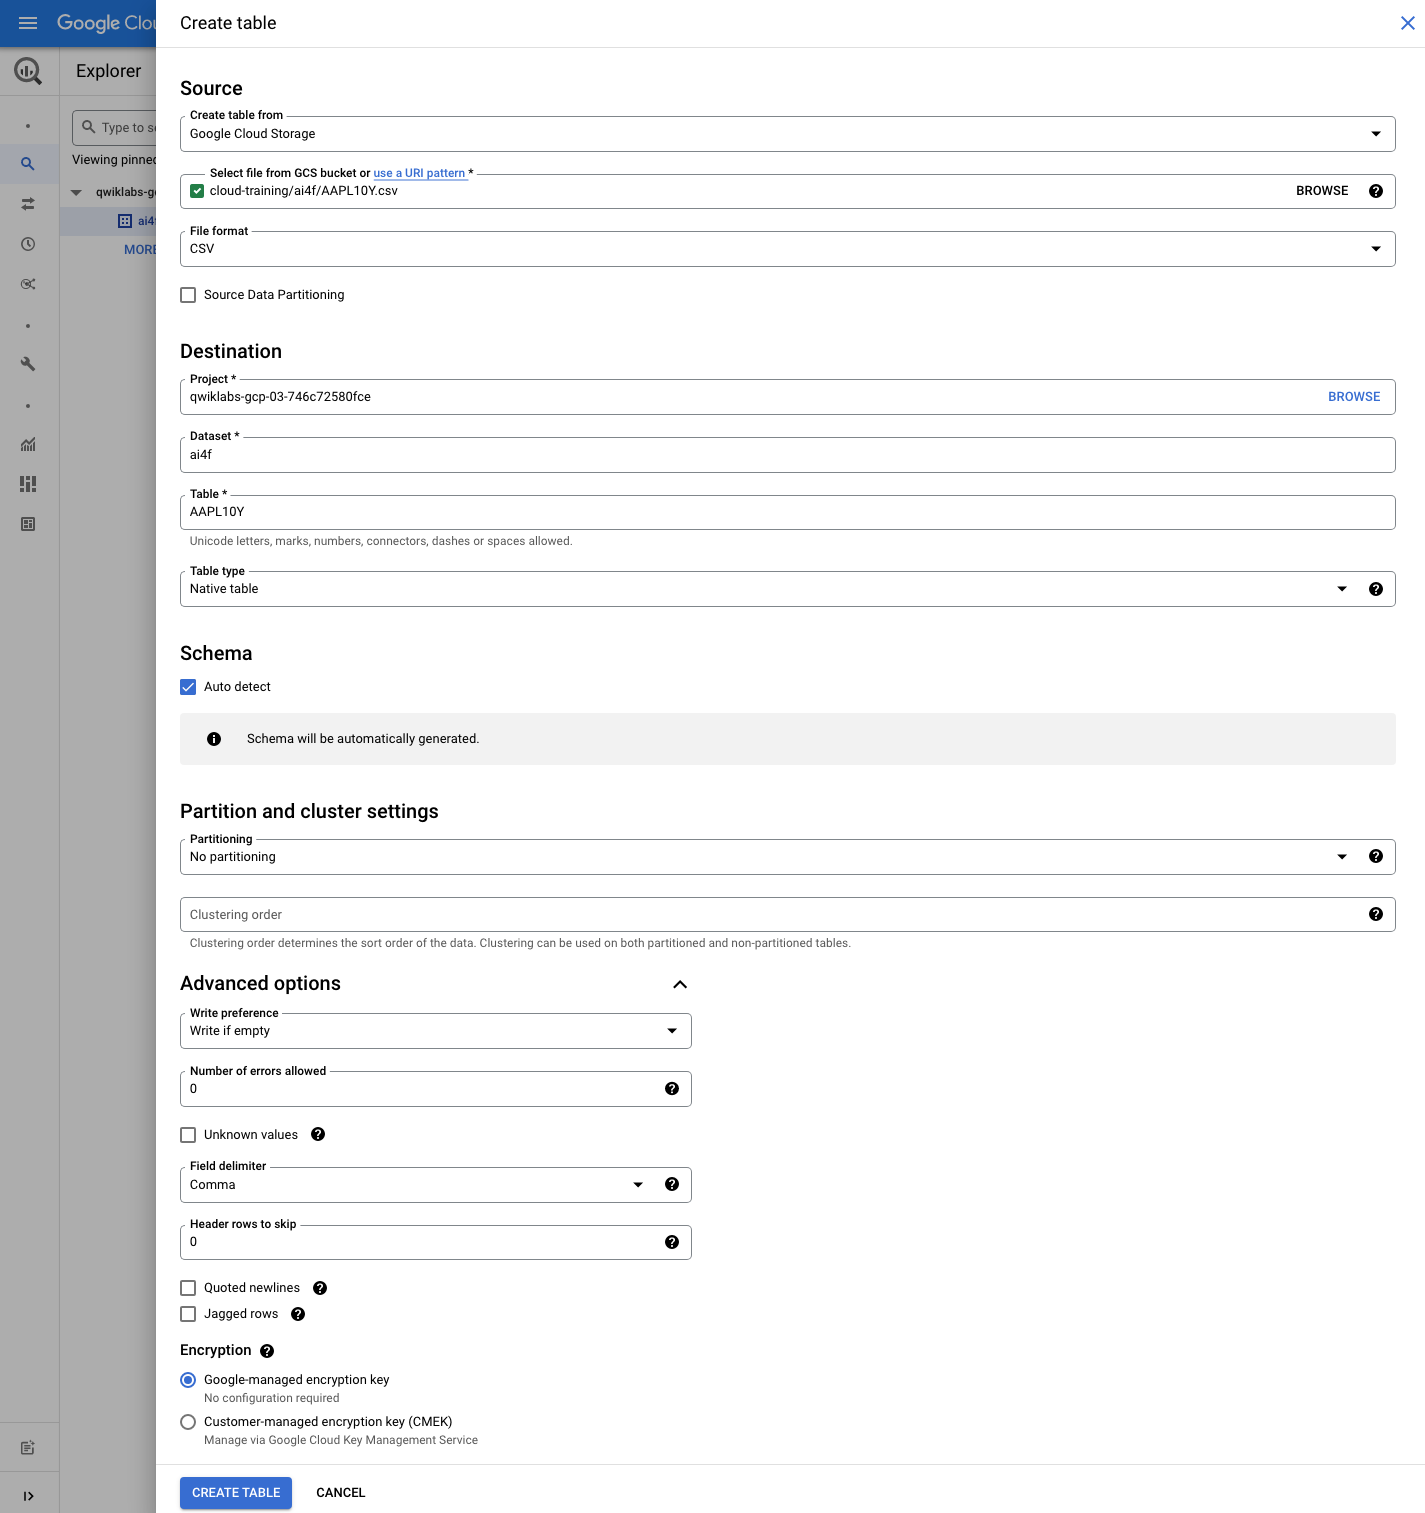 Google Clou
Create table
Explorer
Type to se
Viewing pinned
qwiklabs-gc
ai4f
MORE
Source
Create table from
Google Cloud Storage
Select file from GCS bucket or use a URI pattern *
cloud-training/ai4f/AAPL10Y.csv
BROWSE
File format
CSV
Source Data Partitioning
Destination
Project *
qwiklabs-gcp-03-746c72580fce
BROWSE
Dataset *
ai4f
Table *
AAPL10Y
Unicode letters, marks, numbers, connectors, dashes or spaces allowed.
Table type
Native table
Schema
Auto detect
Schema will be automatically generated.
Partition and cluster settings
Partitioning
No partitioning
Clustering order
Clustering order determines the sort order of the data. Clustering can be used on both partitioned and non-partitioned tables.
Advanced options
Write preference
Write if empty
Number of errors allowed
0
Unknown values
Field delimiter
Comma
Header rows to skip
0
Quoted newlines
Jagged rows
Encryption
Google-managed encryption key
No configuration required
Customer-managed encryption key (CMEK)
Manage via Google Cloud Key Management Service
CREATE TABLE
CANCEL